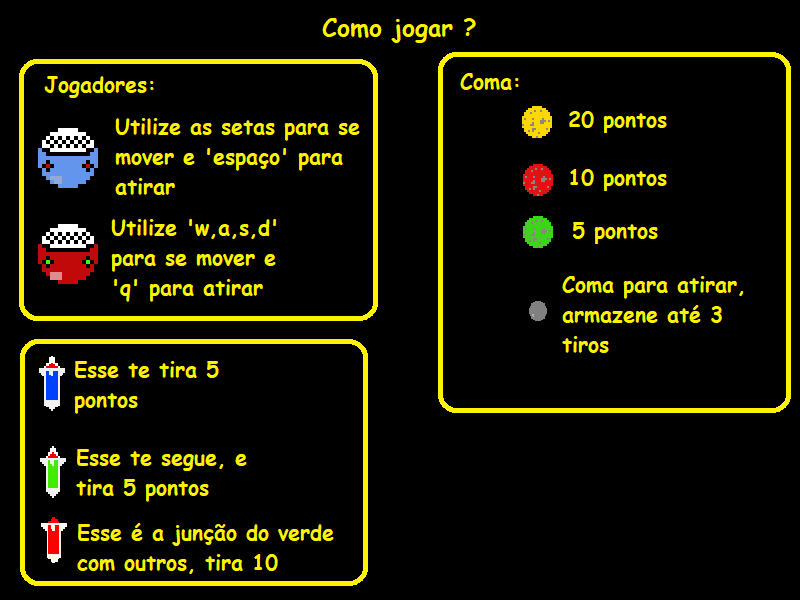 Como jogar ?
Jogadores:
Utilize as setas para se
mover e 'espaço' para
atirar
Utilize 'w,a,s,d'
para se mover e
'q' para atirar
Coma:
20 pontos
10 pontos
5 pontos
Coma para atirar,
armazene até 3
tiros
Esse te tira 5
pontos
Esse te segue, e
tira 5 pontos
Esse é a junção do verde
com outros, tira 10